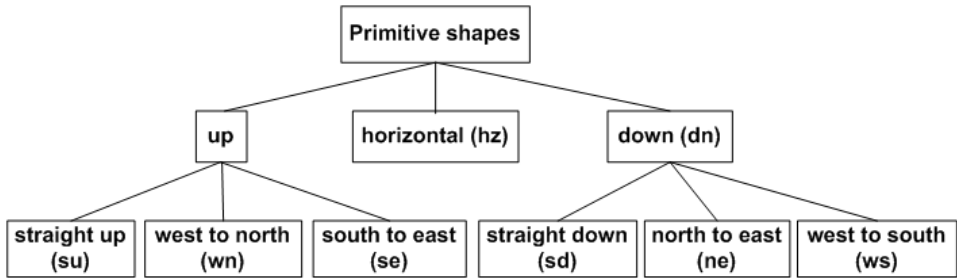 Primitive shapes
up
horizontal (hz)
down (dn)
straight up
(su)
west to north
(wn)
south to east
(se)
straight down
(sd)
north to east
(ne)
west to south
(ws)